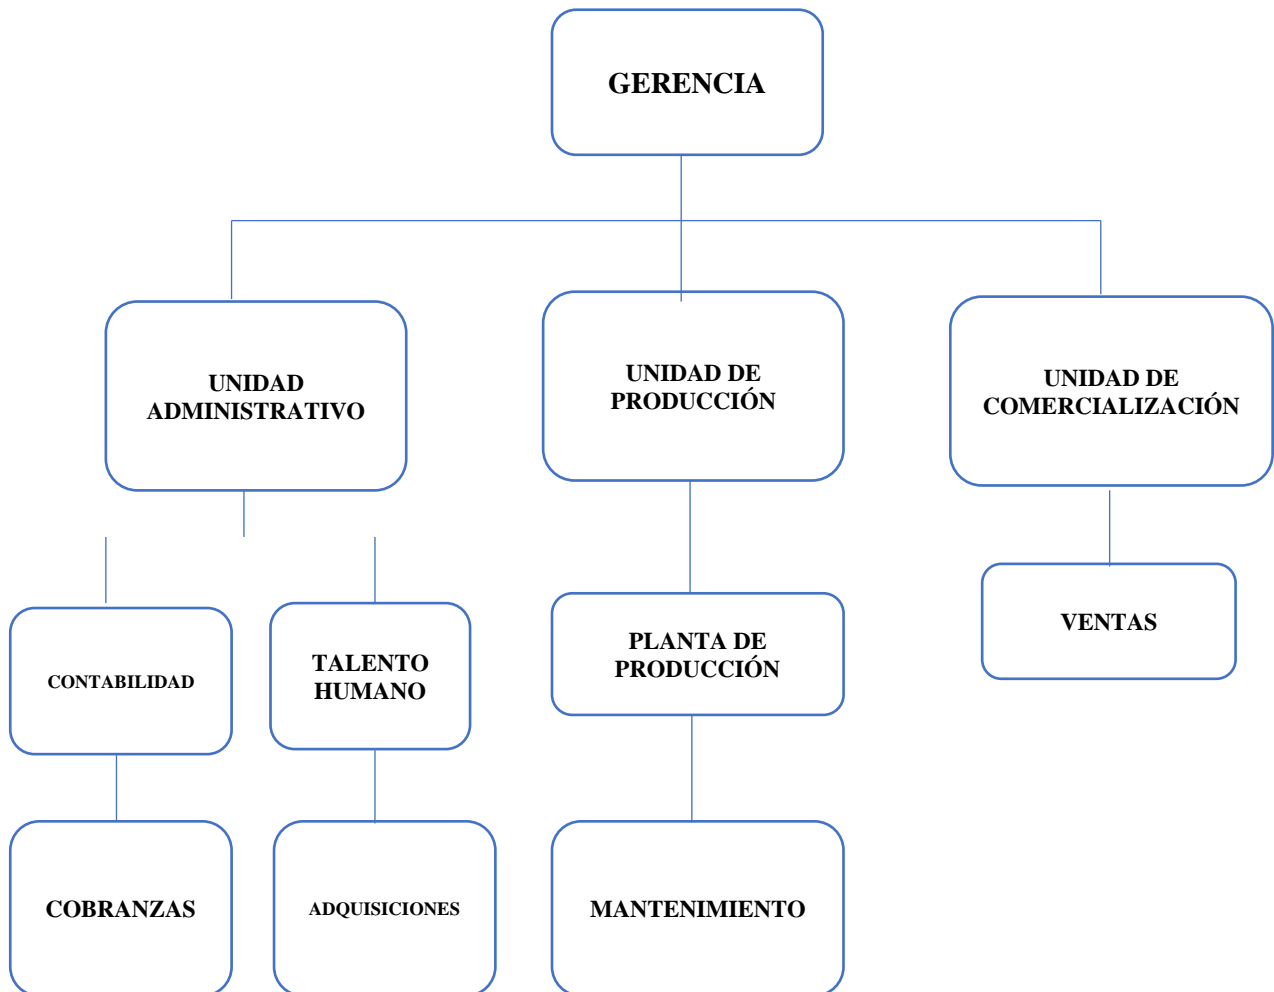 GERENCIA
UNIDAD
ADMINISTRATIVO
UNIDAD DE
PRODUCCIÓN
UNIDAD DE
COMERCIALIZACIÓN
CONTABILIDAD
TALENTO
HUMANO
PLANTA DE
PRODUCCIÓN
VENTAS
COBRANZAS
ADQUISICIONES
MANTENIMIENTO